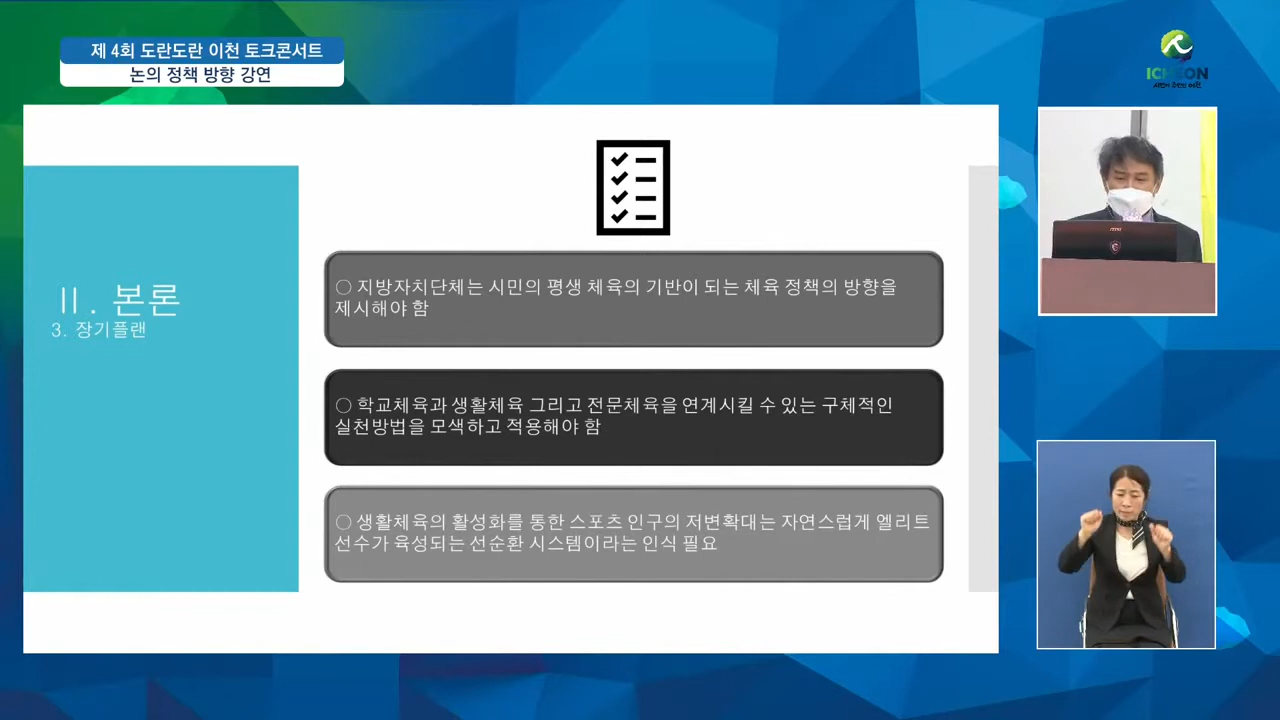 제 4회 도란도란 이천 토크콘서트
논의 정책 방향 강연
ICHEON
Ⅱ. 본론
3. 장기플랜
○ 지방자치단체는 시민의 평생 체육의 기반이 되는 체육 정책의 방향을
제시해야 함
○ 학교체육과 생활체육 그리고 전문체육을 연계시킬 수 있는 구체적인
실천방법을 모색하고 적용해야 함
○ 생활체육의 활성화를 통한 스포츠 인구의 저변확대는 자연스럽게 엘리트
선수가 육성되는 선순환 시스템이라는 인식 필요
msi